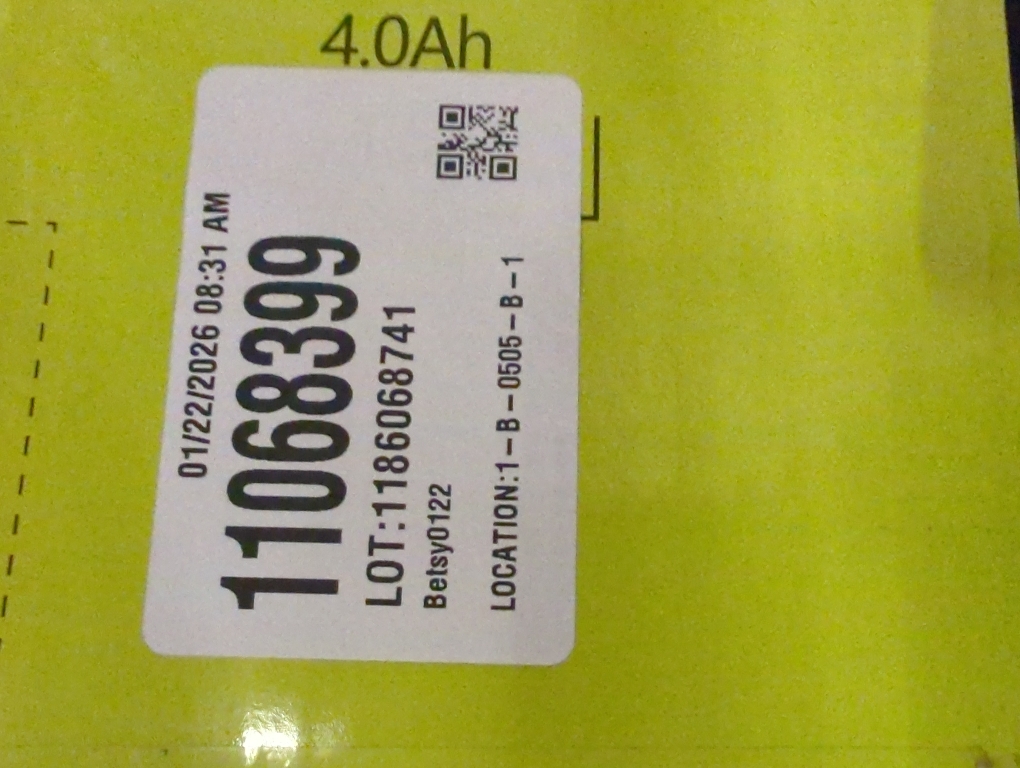 4.0Ah
01/22/2026 08:31 AM
11068399
LOT:1186068741
Betsy0122
LOCATION:1-B-0505-B-1